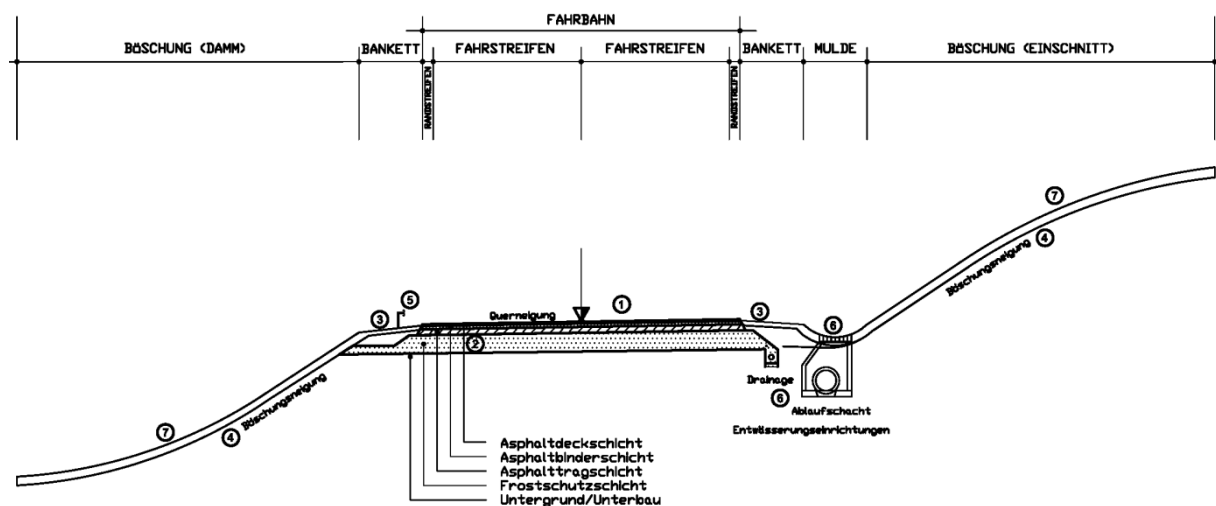 FAHRBAHN
BÖSCHUNG (DAMM) BANKETT FAHRSTREIFEN FAHRSTREIFEN BANKETT MULDE BÖSCHUNG (EINSCHNITT)
RANDSTREIFEN RANDSTREIFEN
7
4
Böschungsneigung
5
3 Querneigung 1 3 6
2
Drainage
6
Ablaufschacht
Entwässerungseinrichtungen
7 Böschungsneigung
4
Asphaltdeckschicht
Asphaltbinderschicht
Asphalttragschicht
Frostschutzschicht
Untergrund/Unterbau